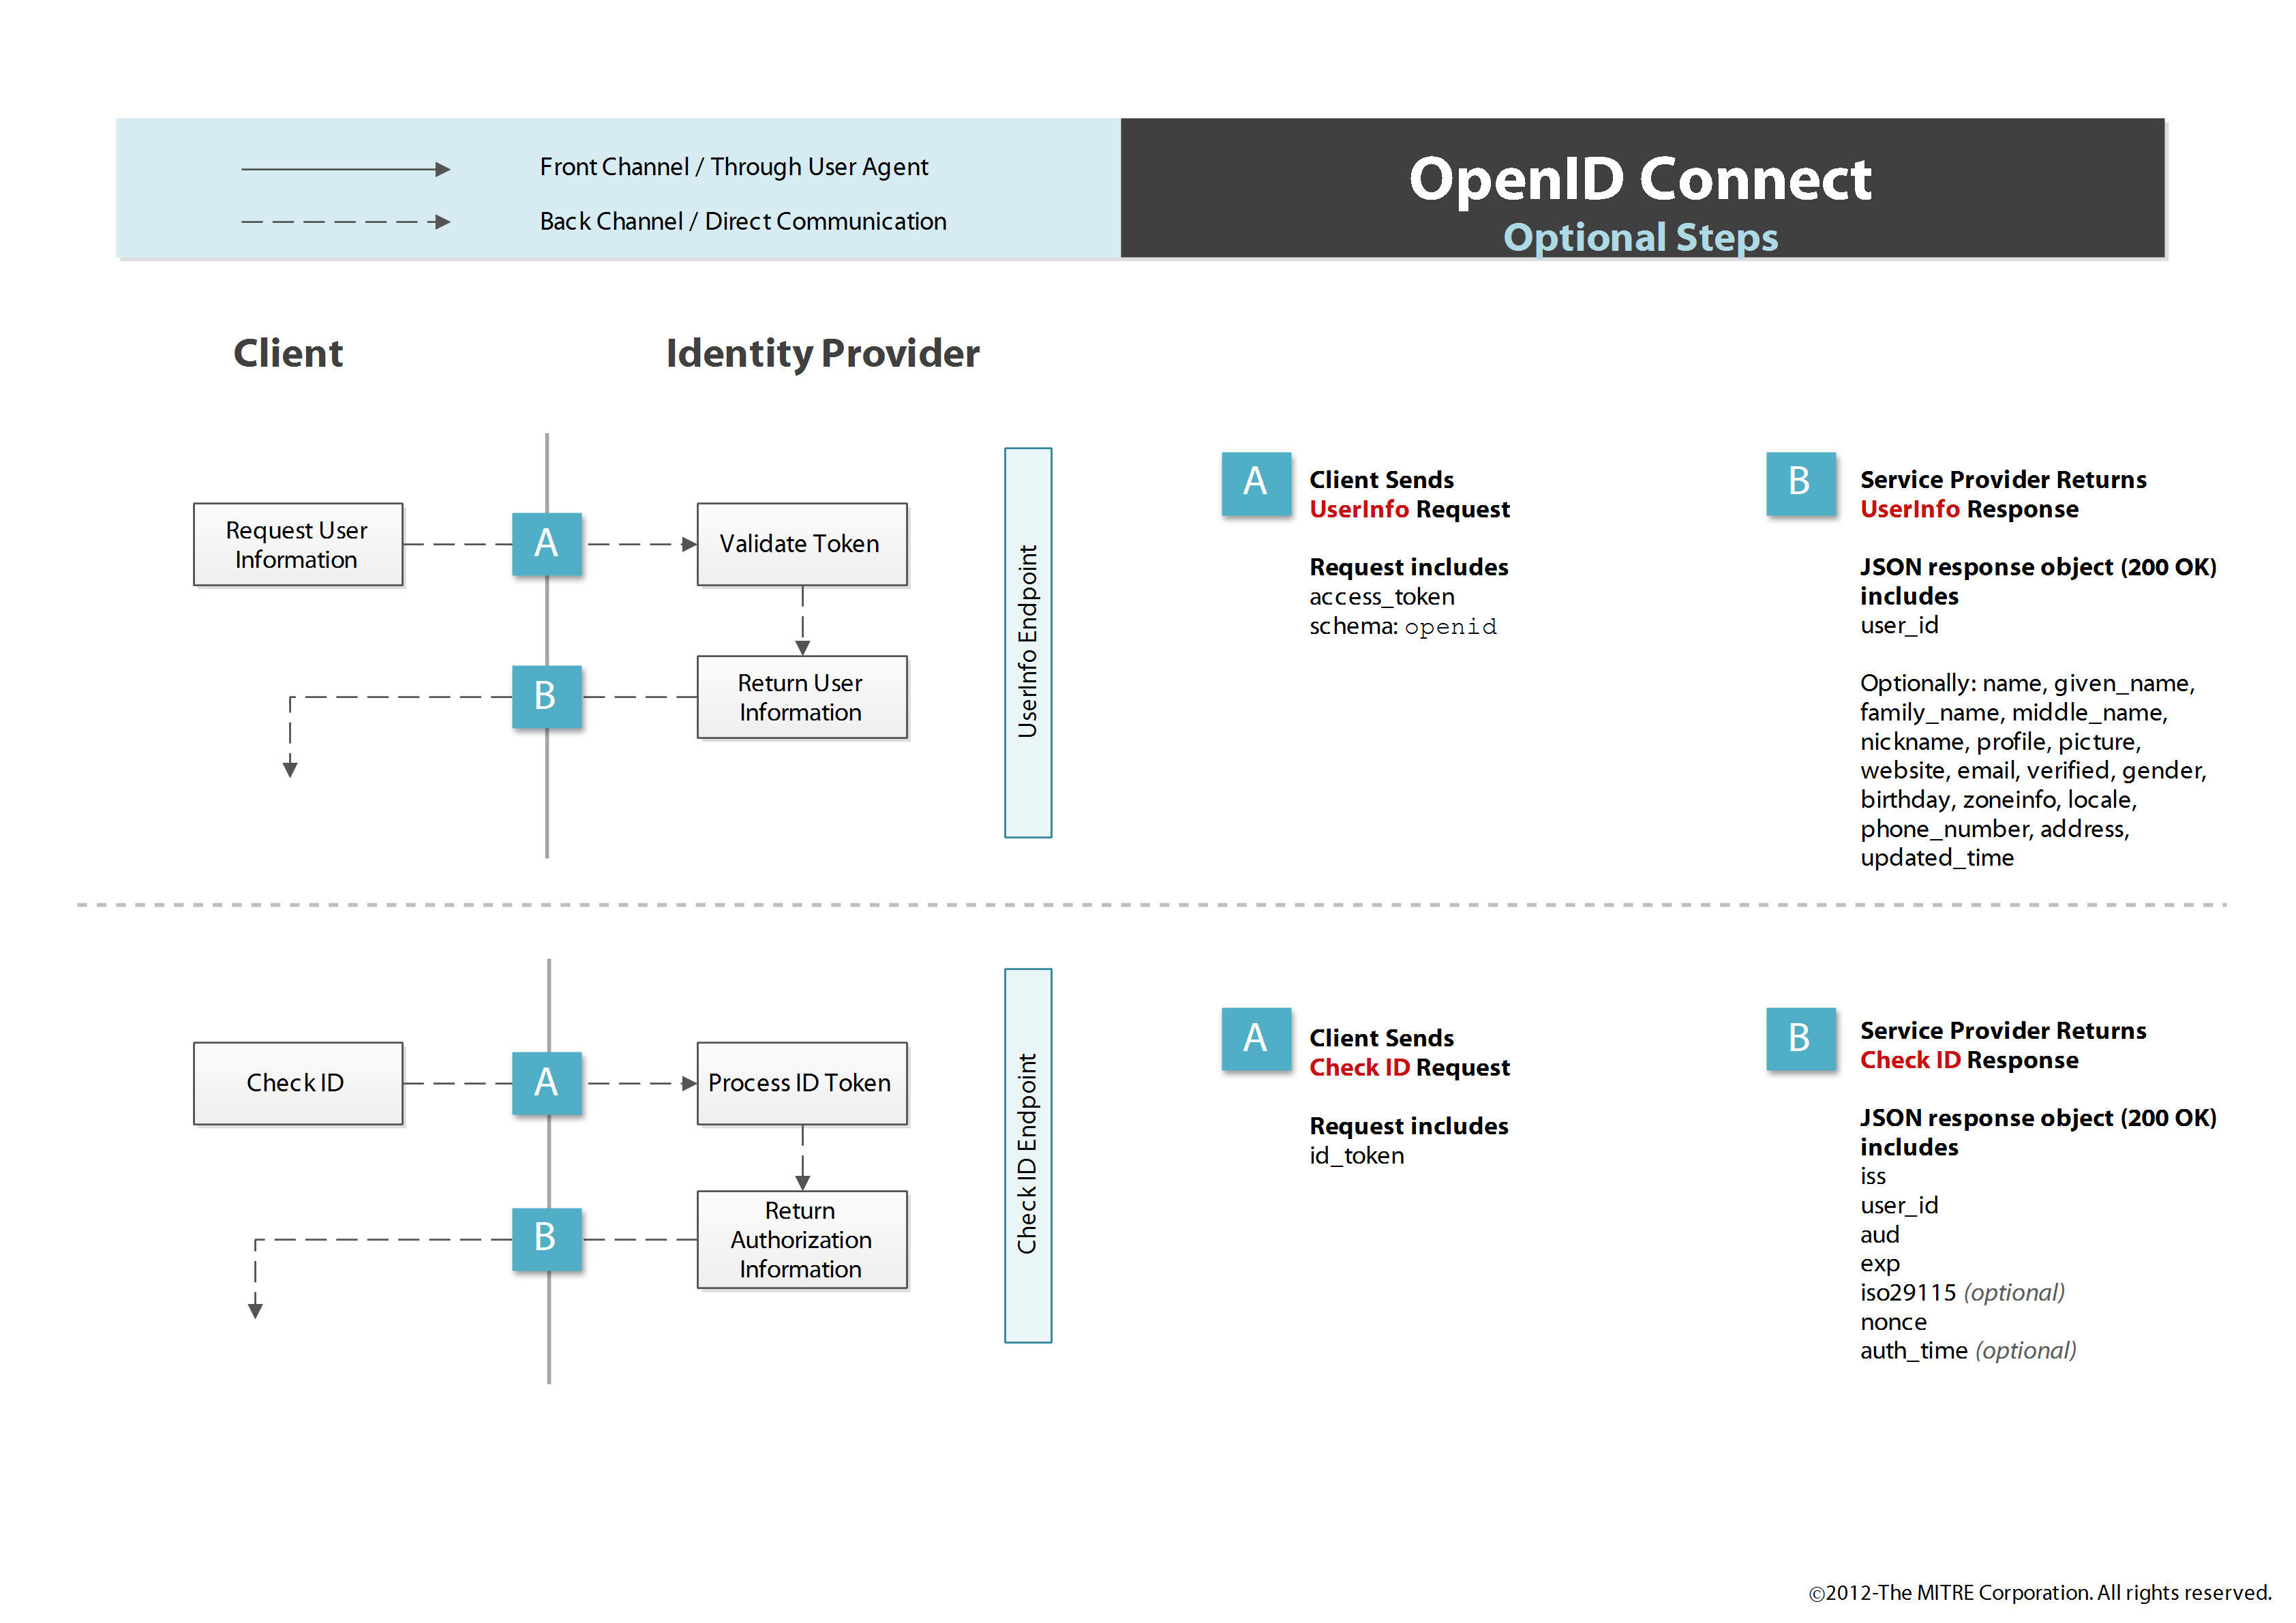 Front Channel / Through User Agent
Back Channel / Direct Communication
OpenID Connect
Optional Steps
Client
Identity Provider
Request User
Information
A
Validate Token
B
Return User
Information
UserInfo Endpoint
A
Client Sends
UserInfo Request
Request includes
access_token
schema: openid
B
Service Provider Returns
UserInfo Response
JSON response object (200 OK)
includes
user_id
Optionally: name, given_name,
family_name, middle_name,
nickname, profile, picture,
website, email, verified, gender,
birthday, zoneinfo, locale,
phone_number, address,
updated_time
Check ID
A
Process ID Token
B
Return
Authorization
Information
Check ID Endpoint
A
Client Sends
Check ID Request
Request includes
id_token
B
Service Provider Returns
Check ID Response
JSON response object (200 OK)
includes
iss
user_id
aud
exp
iso29115 (optional)
nonce
auth_time (optional)
©2012-The MITRE Corporation. All rights reserved.